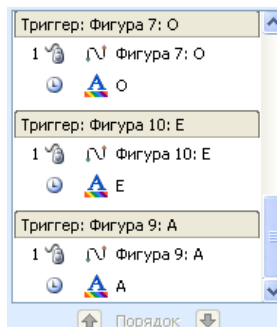 Триггер: Фигура 7: О
1 Фигура 7: О
О
Триггер: Фигура 10: Е
1 Фигура 10: Е
Е
Триггер: Фигура 9: А
1 Фигура 9: А
А
Порядок